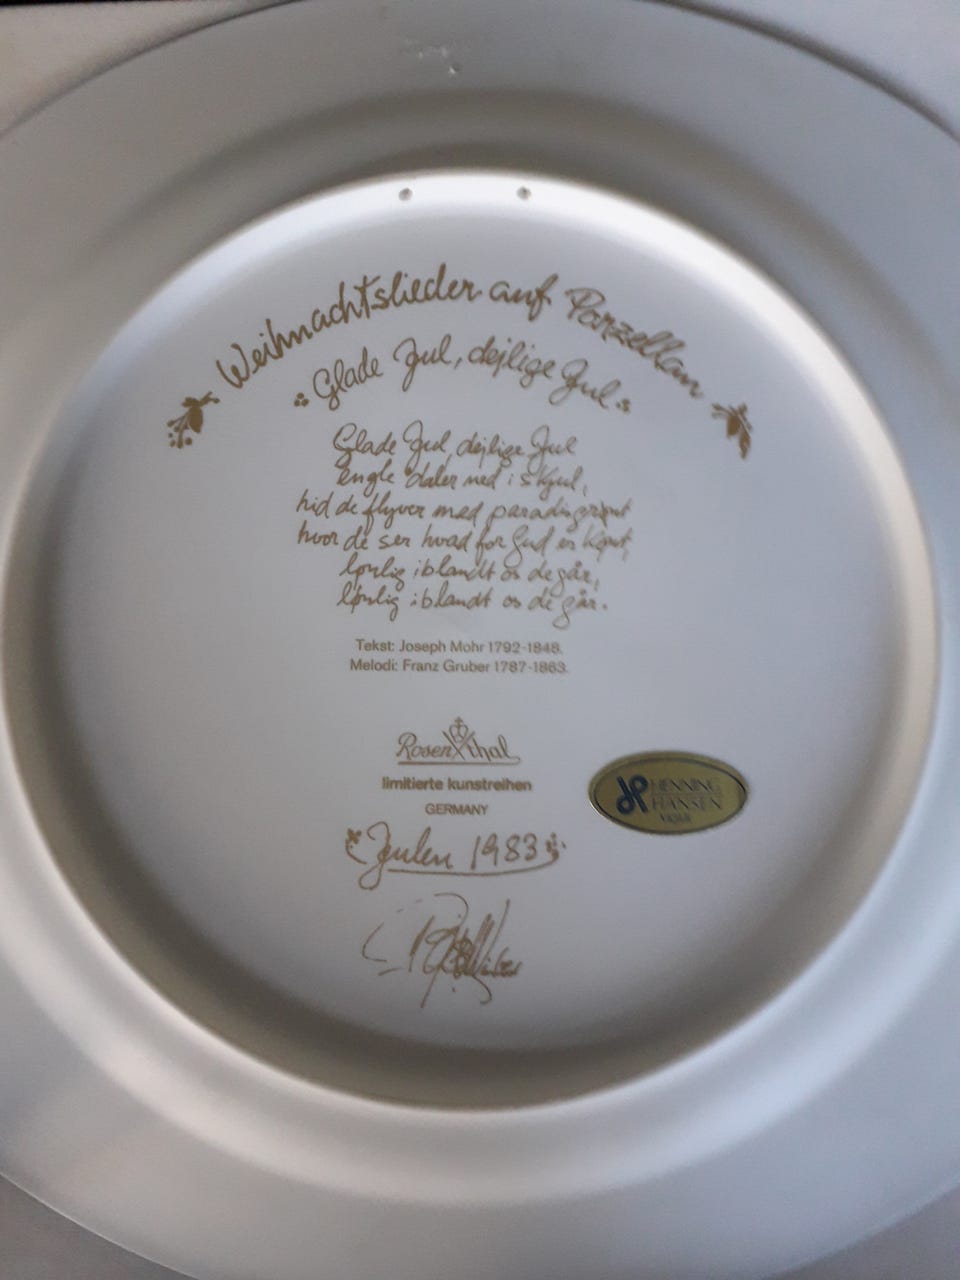 Weihnachtslieder auf Porzellan
Glade Jul, dejlige Jul
Glade Jul, dejlige Jul
engle daler ned i skjul,
hid de flyver med paradisgrønt
hvor de ser hvad for Gud er kønt,
lønlig iblandt os de går,
lønlig iblandt os de går.
Tekst: Joseph Mohr 1792-1848.
Melodi: Franz Gruber 1787-1863.
Rosenthal
limitierte kunstreihen
GERMANY
Julen 1983
HENNING
HANSEN